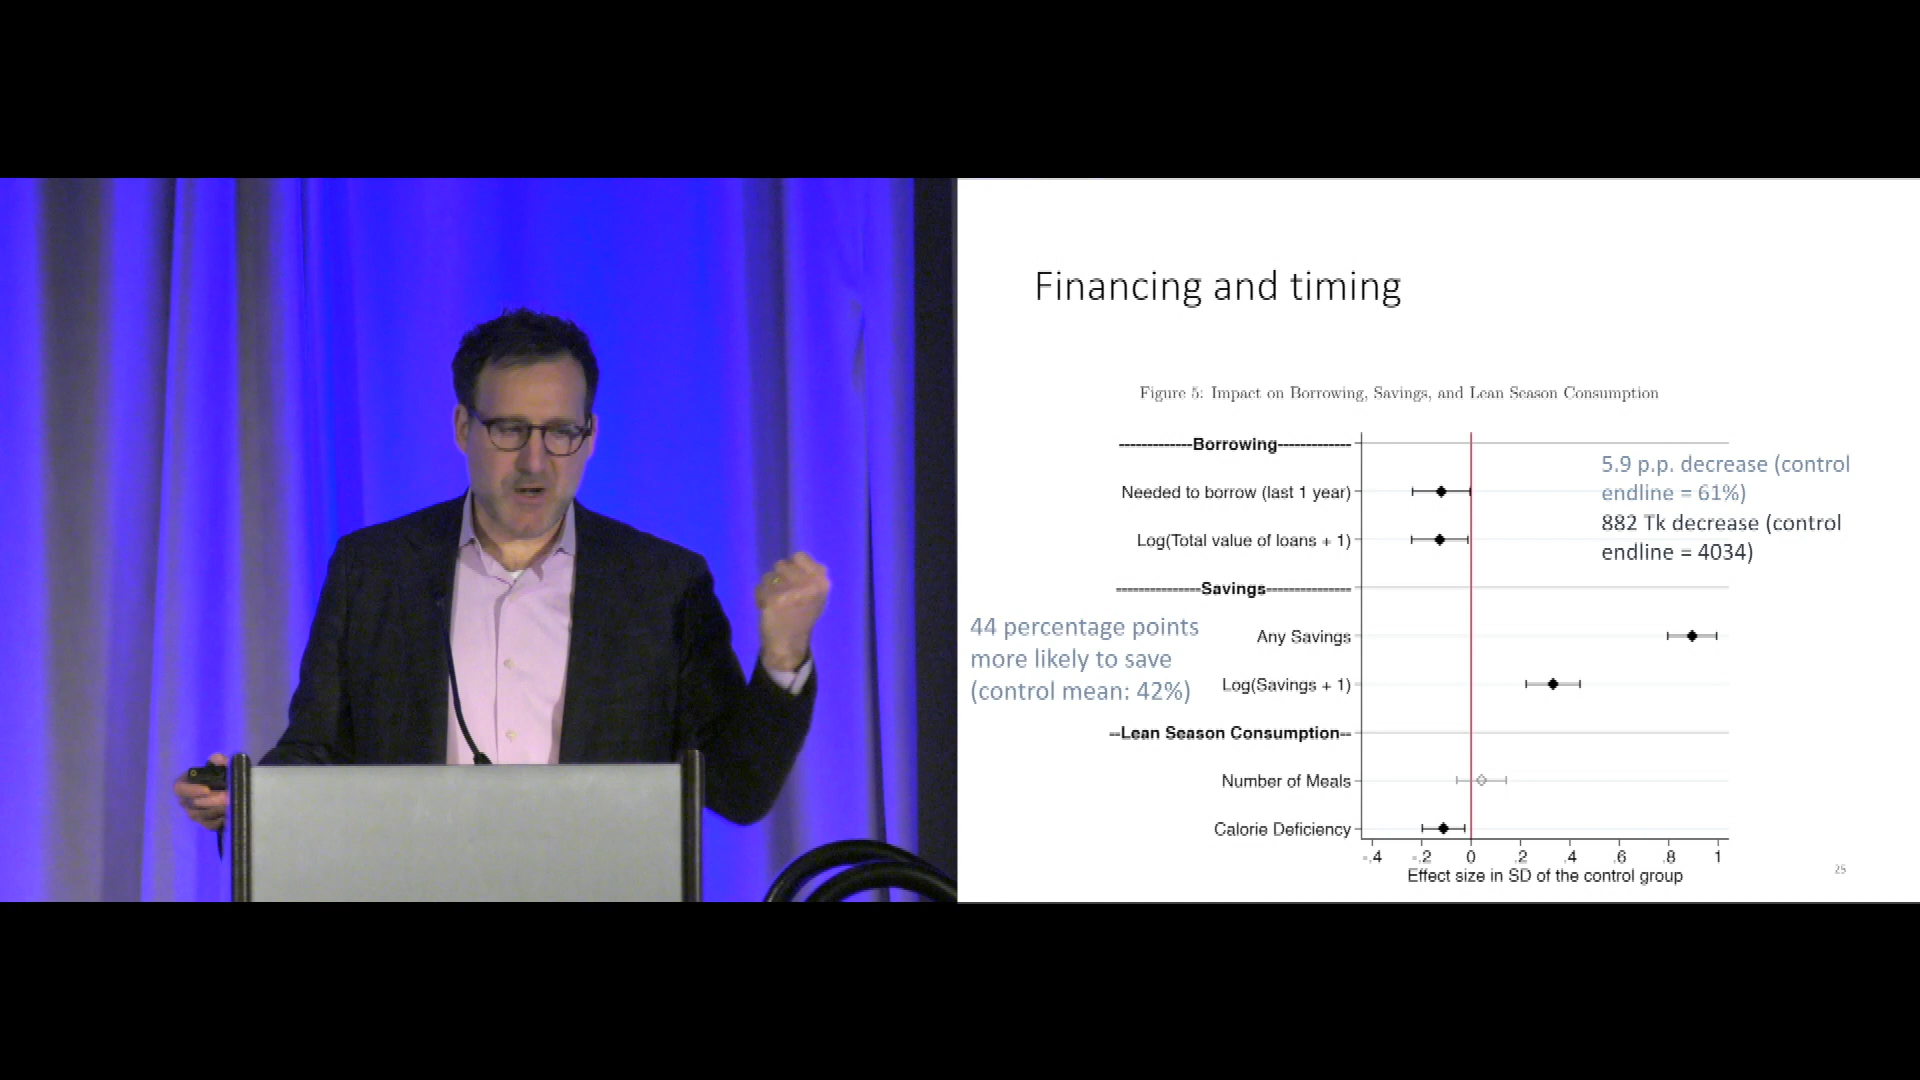 Financing and timing
Figure 5: Impact on Borrowing, Savings, and Lean Season Consumption
-------------Borrowing-------------
5.9 p.p. decrease (control
endline = 61%)
Needed to borrow (last 1 year)
882 Tk decrease (control
endline = 4034)
Log(Total value of loans + 1)
---------------Savings---------------
44 percentage points
more likely to save
(control mean: 42%)
Any Savings
Log(Savings + 1)
--Lean Season Consumption--
Number of Meals
Calorie Deficiency
-.4 -.2 0 .2 .4 .6 .8 1
Effect size in SD of the control group
25